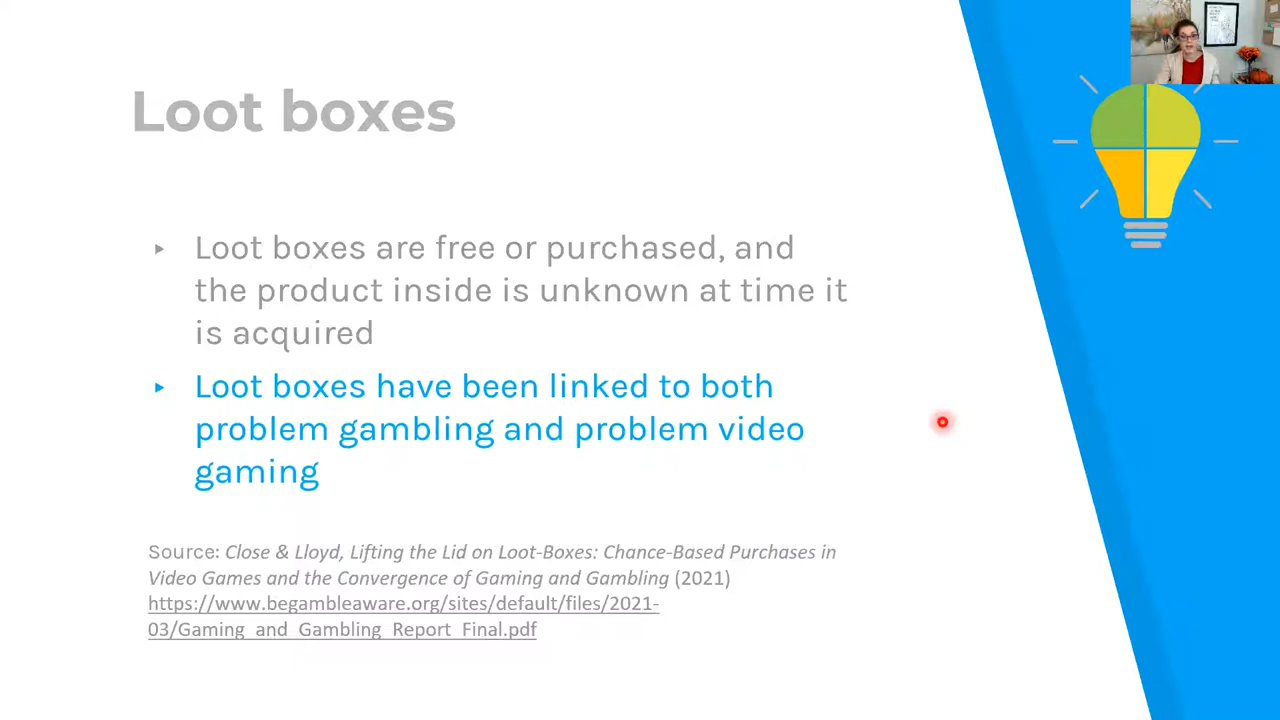 Loot boxes
▸ Loot boxes are free or purchased, and
the product inside is unknown at time it
is acquired
▸ Loot boxes have been linked to both
problem gambling and problem video
gaming
Source: Close & Lloyd, Lifting the Lid on Loot-Boxes: Chance-Based Purchases in
Video Games and the Convergence of Gaming and Gambling (2021)
https://www.begambleaware.org/sites/default/files/2021-
03/Gaming_and_Gambling_Report_Final.pdf